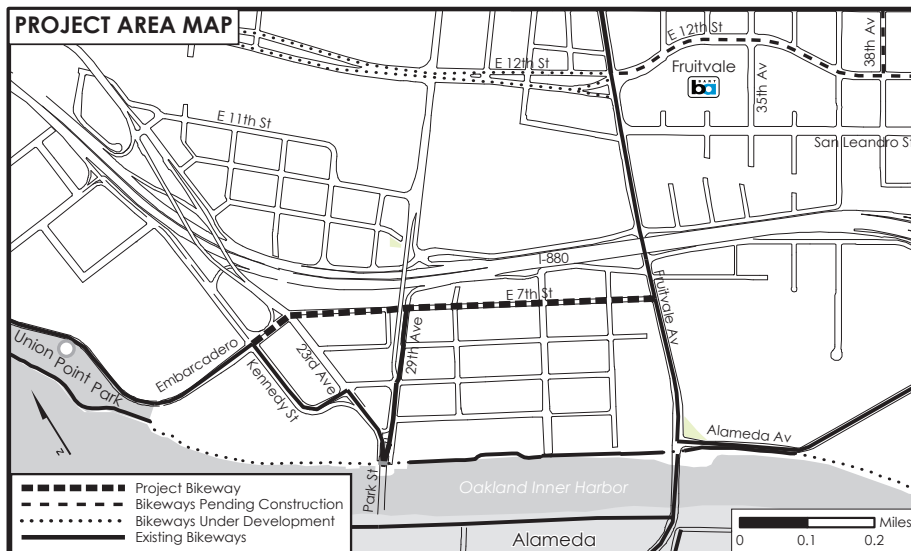 PROJECT AREA MAP
E 12th St
38th Av
E 12th St
Fruitvale
BART
ba
35th Av
E 11th St
San Leandro St
I-880
E 7th St
Fruitvale Av
29th Ave
23rd Ave
Embarcadero
Union Point Park
Kennedy St
Alameda Av
N
Park St
Oakland Inner Harbor
Project Bikeway
Bikeways Pending Construction
Bikeways Under Development
Existing Bikeways
Alameda
Miles
0 0.1 0.2